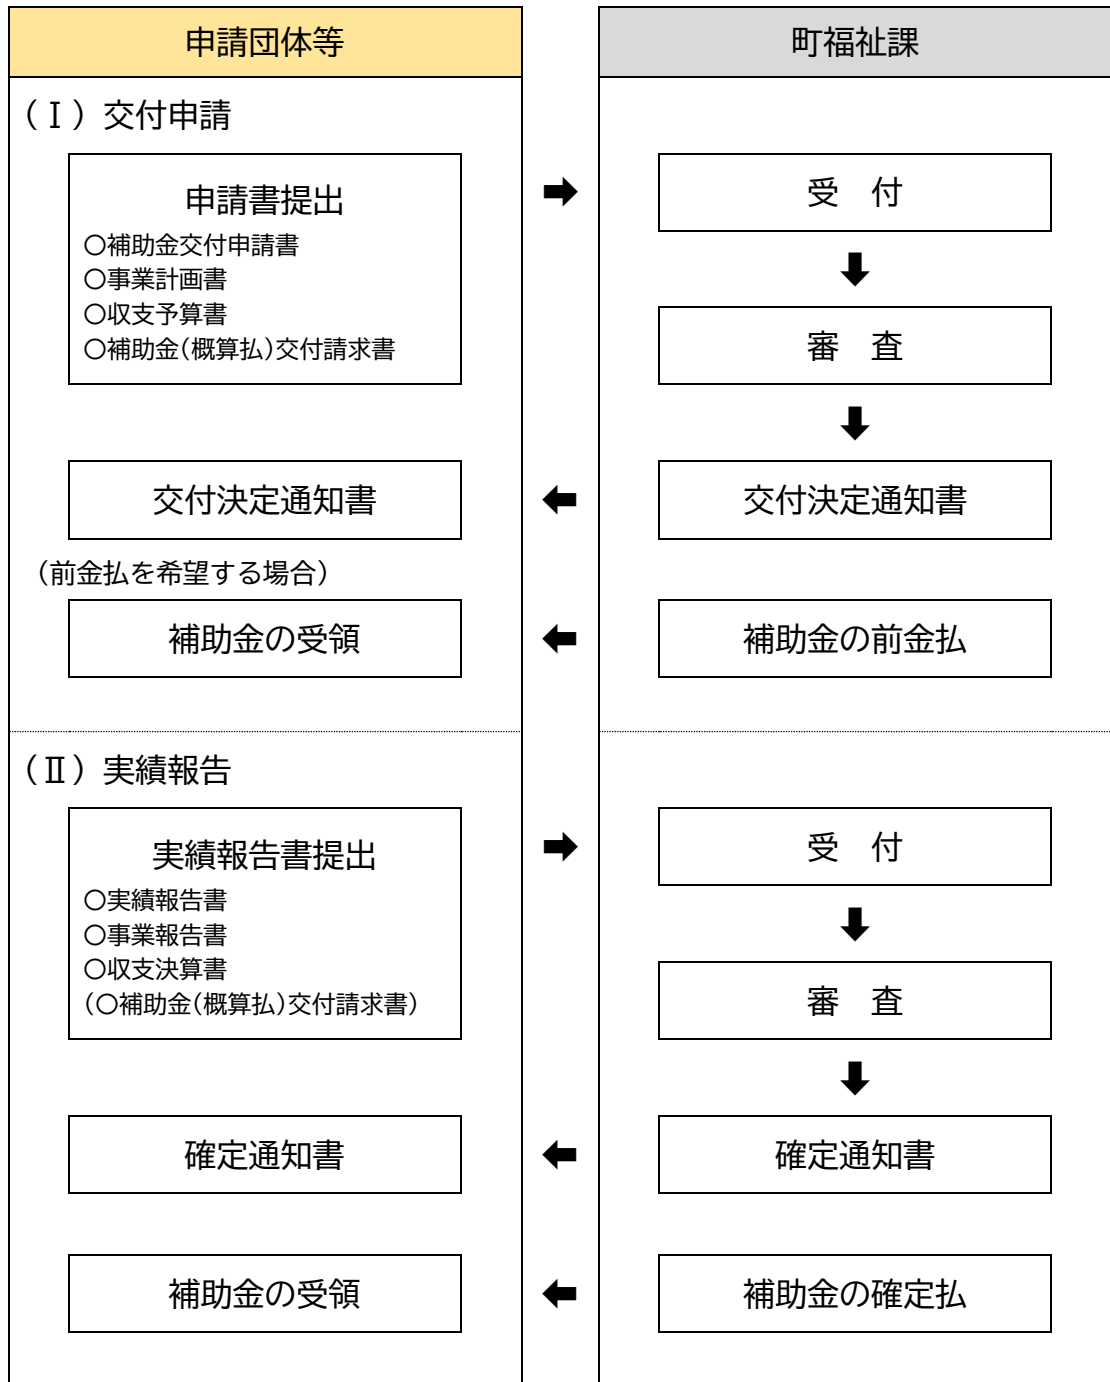 申請団体等
町福祉課
（Ⅰ）交付申請
申請書提出
○補助金交付申請書
○事業計画書
○収支予算書
○補助金(概算払)交付請求書
受　付
審　査
交付決定通知書
交付決定通知書
（前金払を希望する場合）
補助金の受領
補助金の前金払
（Ⅱ）実績報告
実績報告書提出
○実績報告書
○事業報告書
○収支決算書
(○補助金(概算払)交付請求書)
受　付
審　査
確定通知書
確定通知書
補助金の受領
補助金の確定払